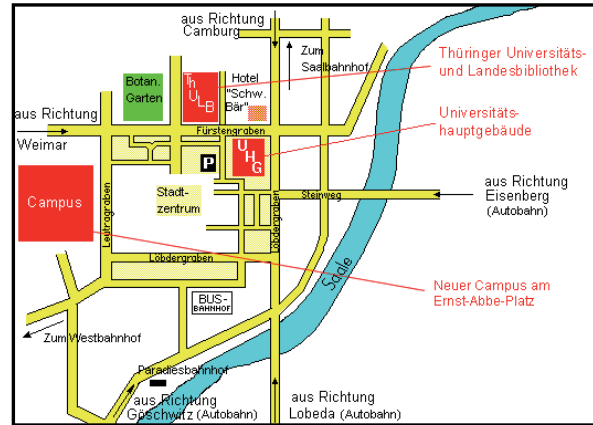 aus Richtung
Camburg
Zum
Saalbahnhof
Thüringer Universitäts-
und Landesbibliothek
Botan.
Garten
Th
U
L
B
Hotel
"Schw.
Bär"
aus Richtung
Weimar
Fürstengraben
Universitäts-
hauptgebäude
U
H
G
P
Campus
Leutragraben
Stadt-
zentrum
Löbdergraben
Steinweg
aus Richtung
Eisenberg
(Autobahn)
Löbdergraben
Saale
Neuer Campus am
Ernst-Abbe-Platz
BUS-
BAHNHOF
Zum Westbahnhof
Paradiesbahnhof
aus Richtung
Göschwitz (Autobahn)
aus Richtung
Lobeda (Autobahn)